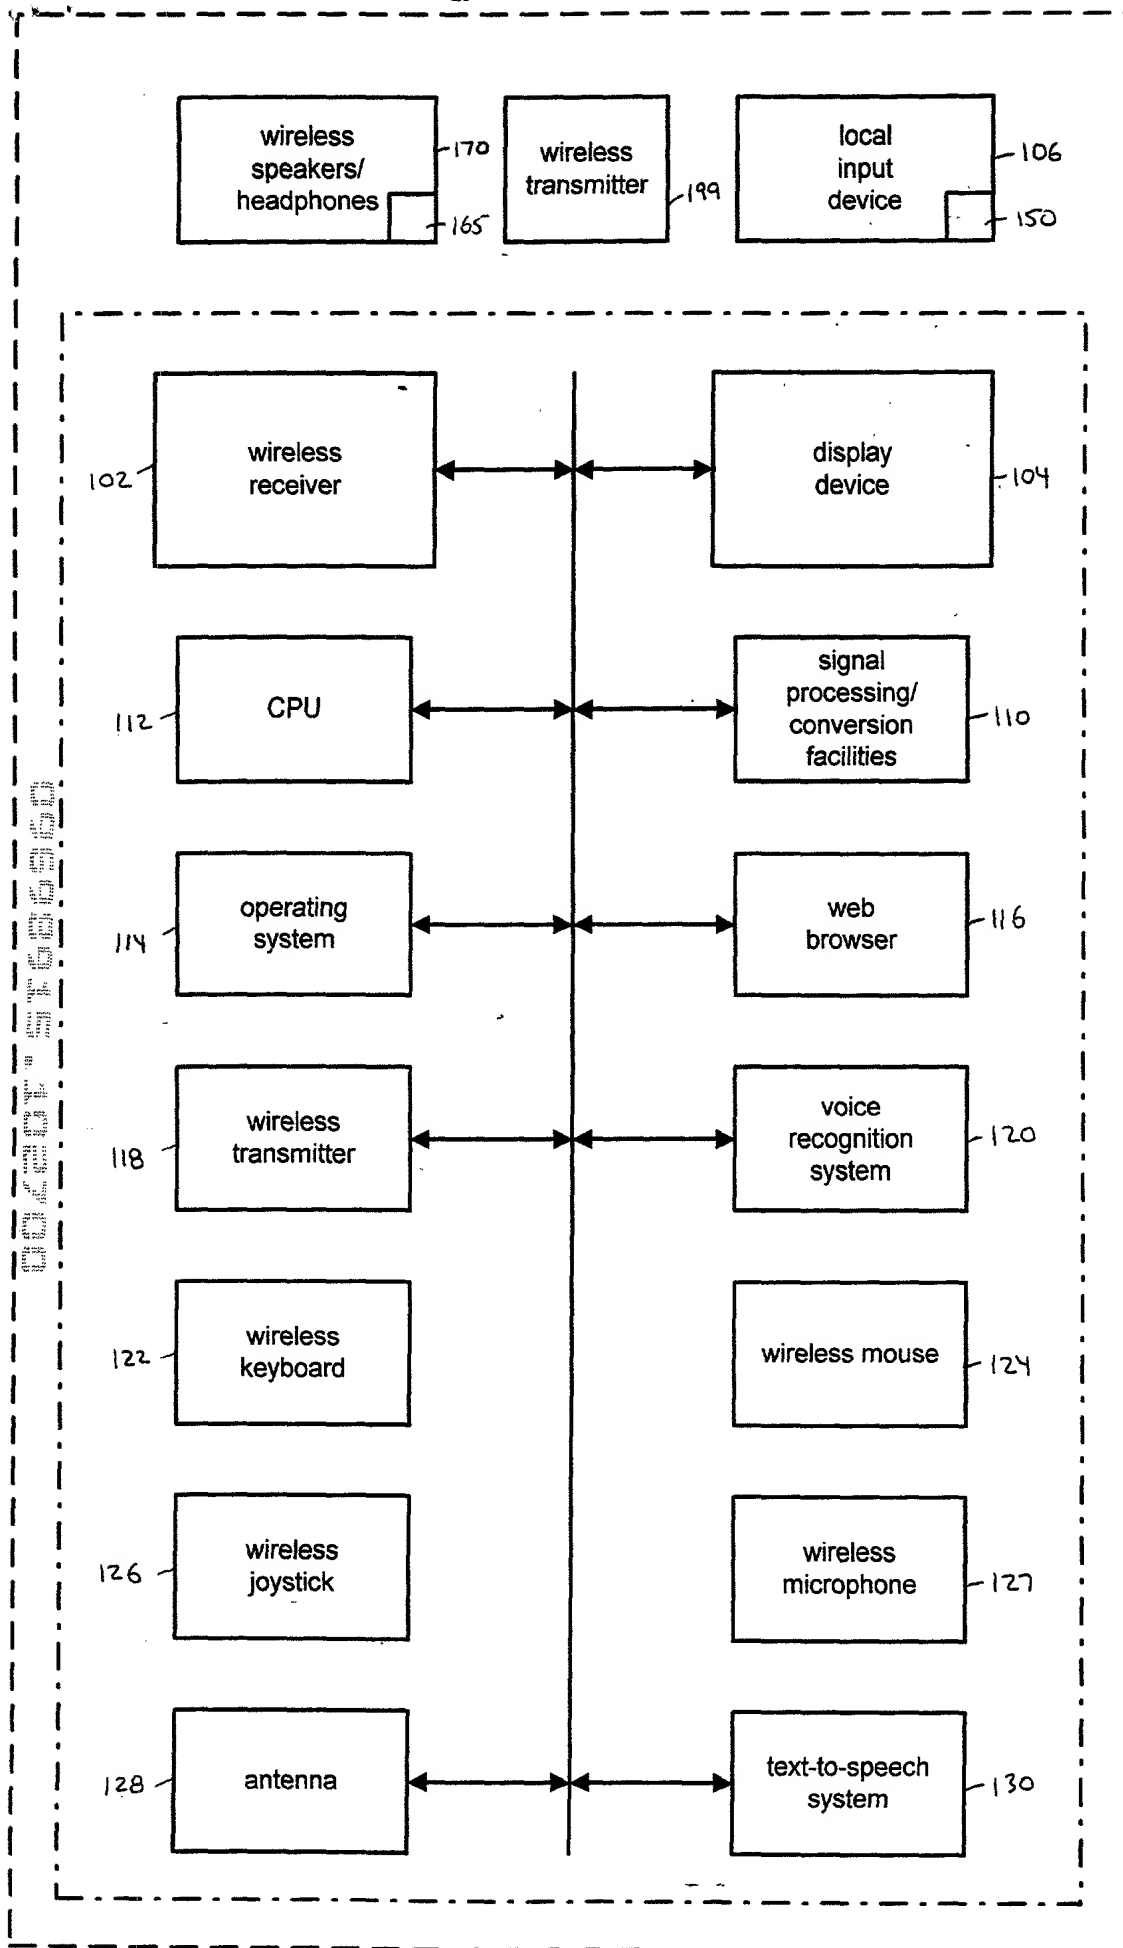 wireless
speakers/
headphones
170
165
wireless
transmitter
199
local
input
device
106
150
wireless
receiver
102
display
device
104
CPU
112
signal
processing/
conversion
facilities
110
operating
system
114
web
browser
116
wireless
transmitter
118
voice
recognition
system
120
wireless
keyboard
122
wireless mouse
124
wireless
joystick
126
wireless
microphone
127
antenna
128
text-to-speech
system
130